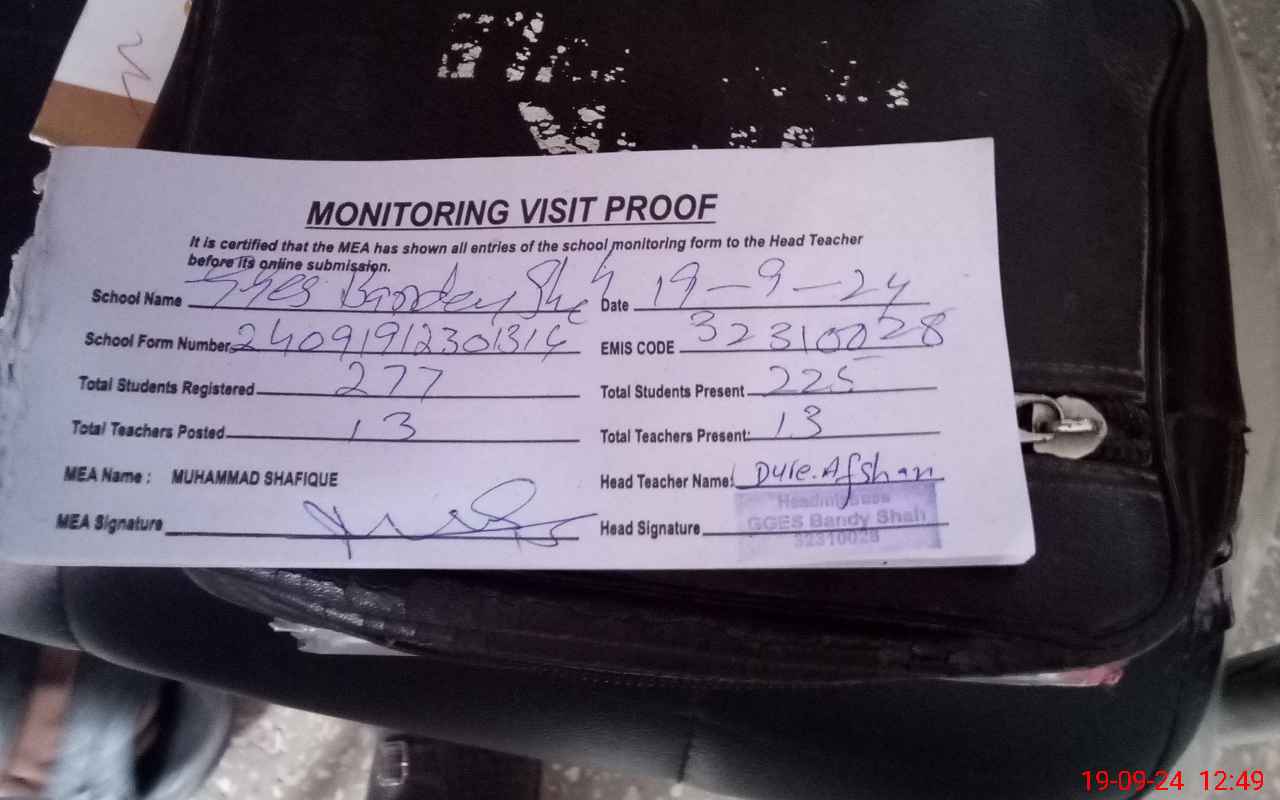 MONITORING VISIT PROOF
It is certified that the MEA has shown all entries of the school monitoring form to the Head Teacher
before its online submission.
School Name GGES Bandey Shah Date 19-9-24
School Form Number 24091912301314 EMIS CODE 32310028
Total Students Registered 277 Total Students Present 225
Total Teachers Posted 13 Total Teachers Present: 13
MEA Name : MUHAMMAD SHAFIQUE Head Teacher Name: Dure.Afshan
MEA Signature Head Signature
Headmistress
GGES Bandy Shah
32310028
19-09-24 12:49